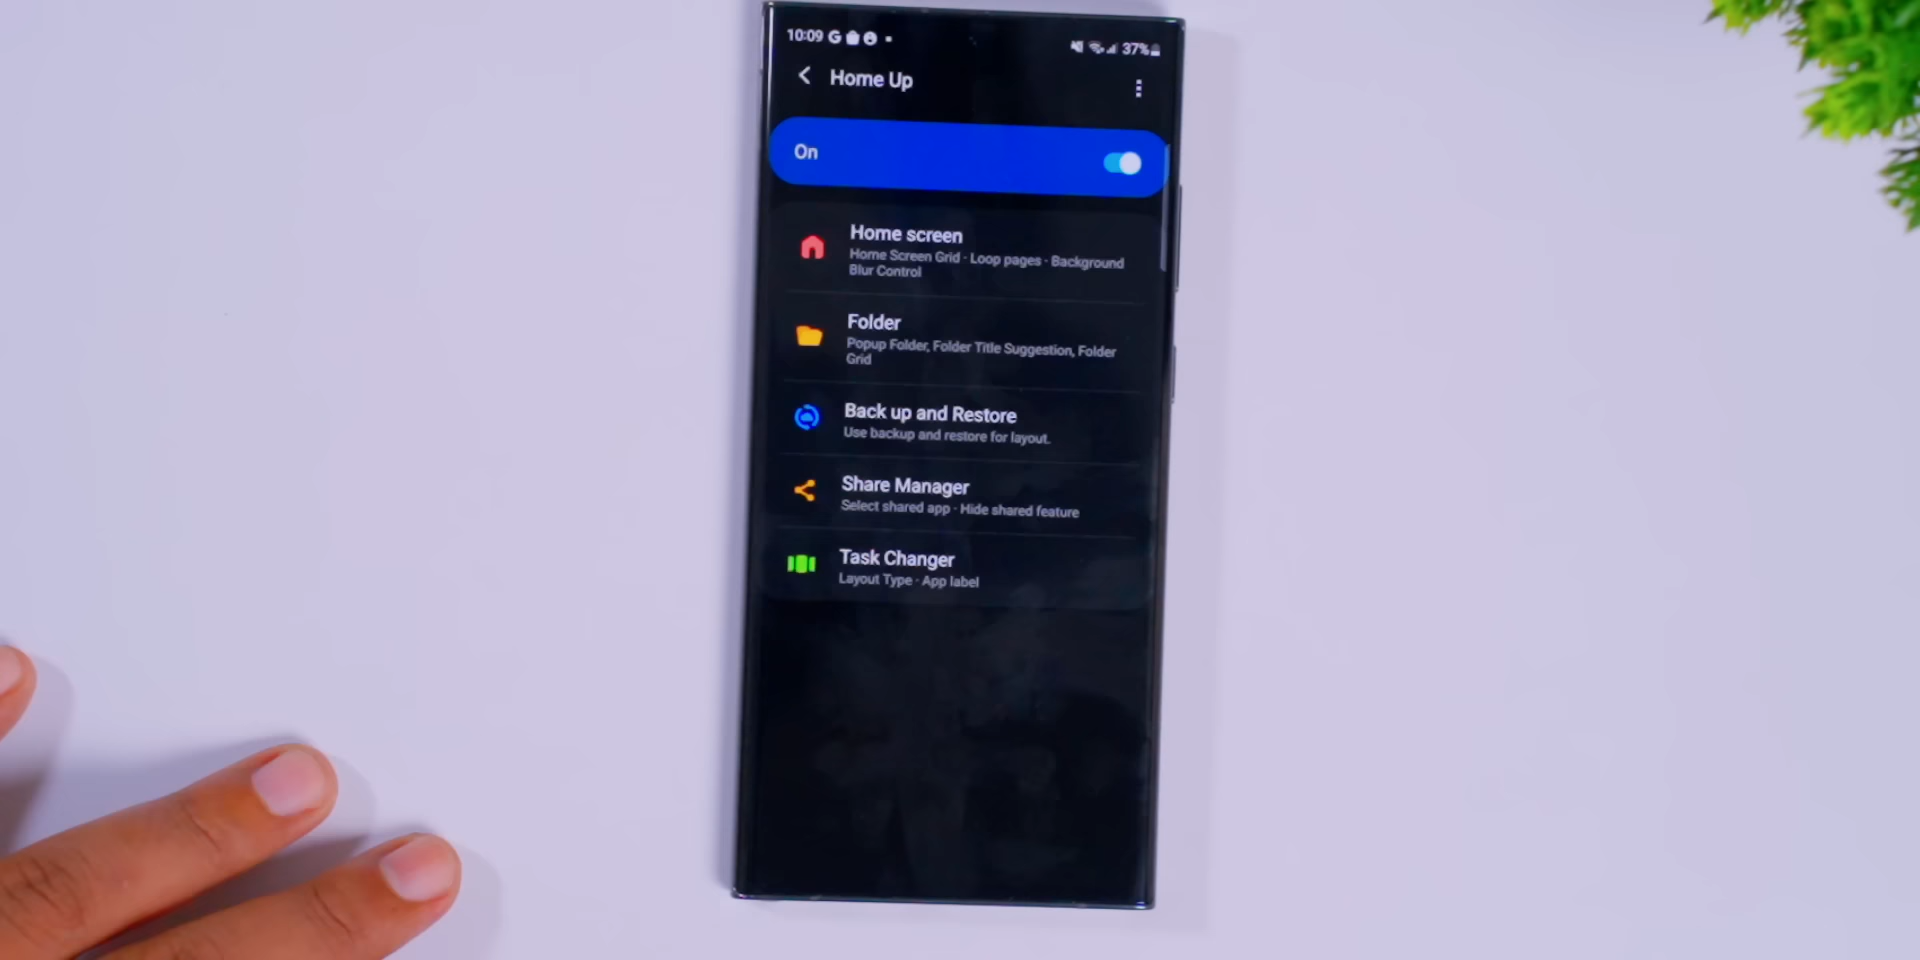 10:09 G
37%
Home Up
On
Home screen
Home Screen Grid · Loop pages · Background
Blur Control
Folder
Popup Folder, Folder Title Suggestion, Folder
Grid
Back up and Restore
Use backup and restore for layout.
Share Manager
Select shared app · Hide shared feature
Task Changer
Layout Type · App label